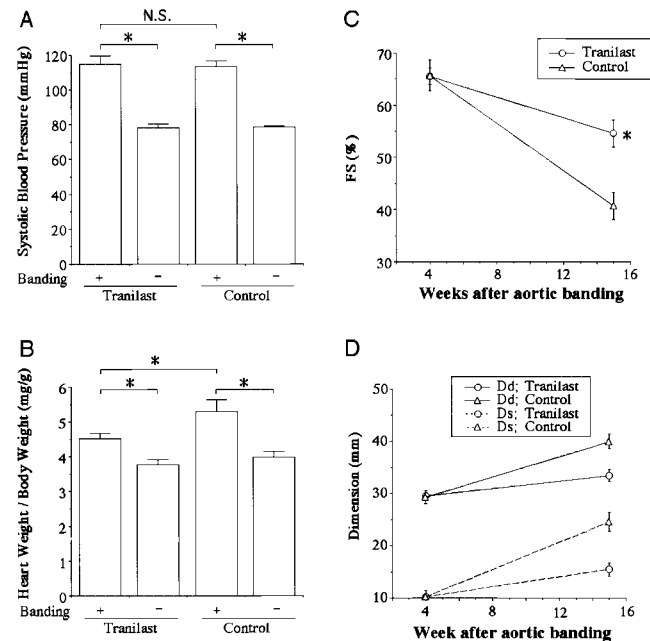 A
N.S.
* *
120
100
80
60
40
20
0
Systolic Blood Pressure (mmHg)
Banding + − + −
Tranilast Control
B
*
* *
6
5
4
3
2
1
0
Heart Weight / Body Weight (mg/g)
Banding + − + −
Tranilast Control
C
Tranilast
Control
70
60
50
40
30
FS (%)
*
0 4 8 12 16
Weeks after aortic banding
D
Dd; Tranilast
Dd; Control
Ds; Tranilast
Ds; Control
50
40
30
20
10
Dimension (mm)
0 4 8 12 16
Week after aortic banding